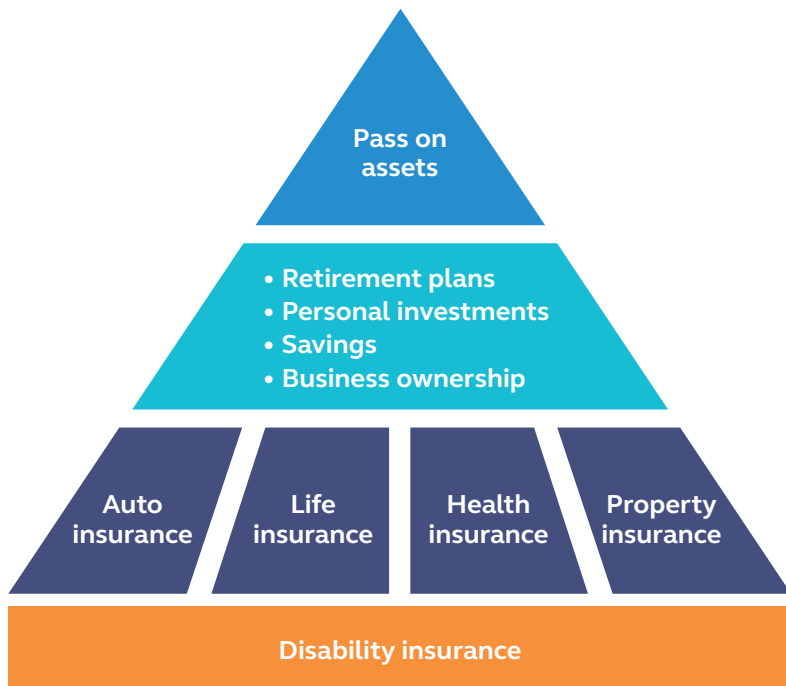 Pass on
assets
• Retirement plans
• Personal investments
• Savings
• Business ownership
Auto
insurance
Life
insurance
Health
insurance
Property
insurance
Disability insurance